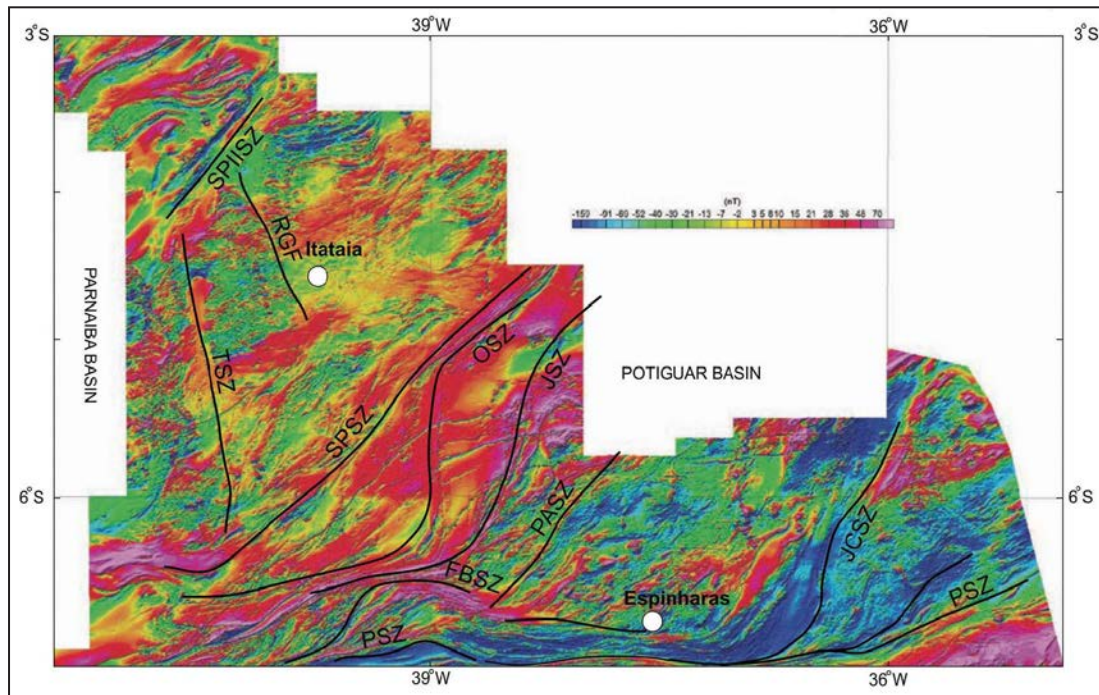 39°W
36°W
3°S
3°S
SPIISZ
RGF
Itataia
(nT)
-150 -91 -60 -52 -40 -30 -21 -13 -7 -2 3 5 8 10 15 21 28 36 48 70
PARNAIBA BASIN
TSZ
OSZ
JSZ
POTIGUAR BASIN
SPSZ
6°S
6°S
PASZ
JCSZ
FBSZ
Espinharas
PSZ
PSZ
39°W
36°W